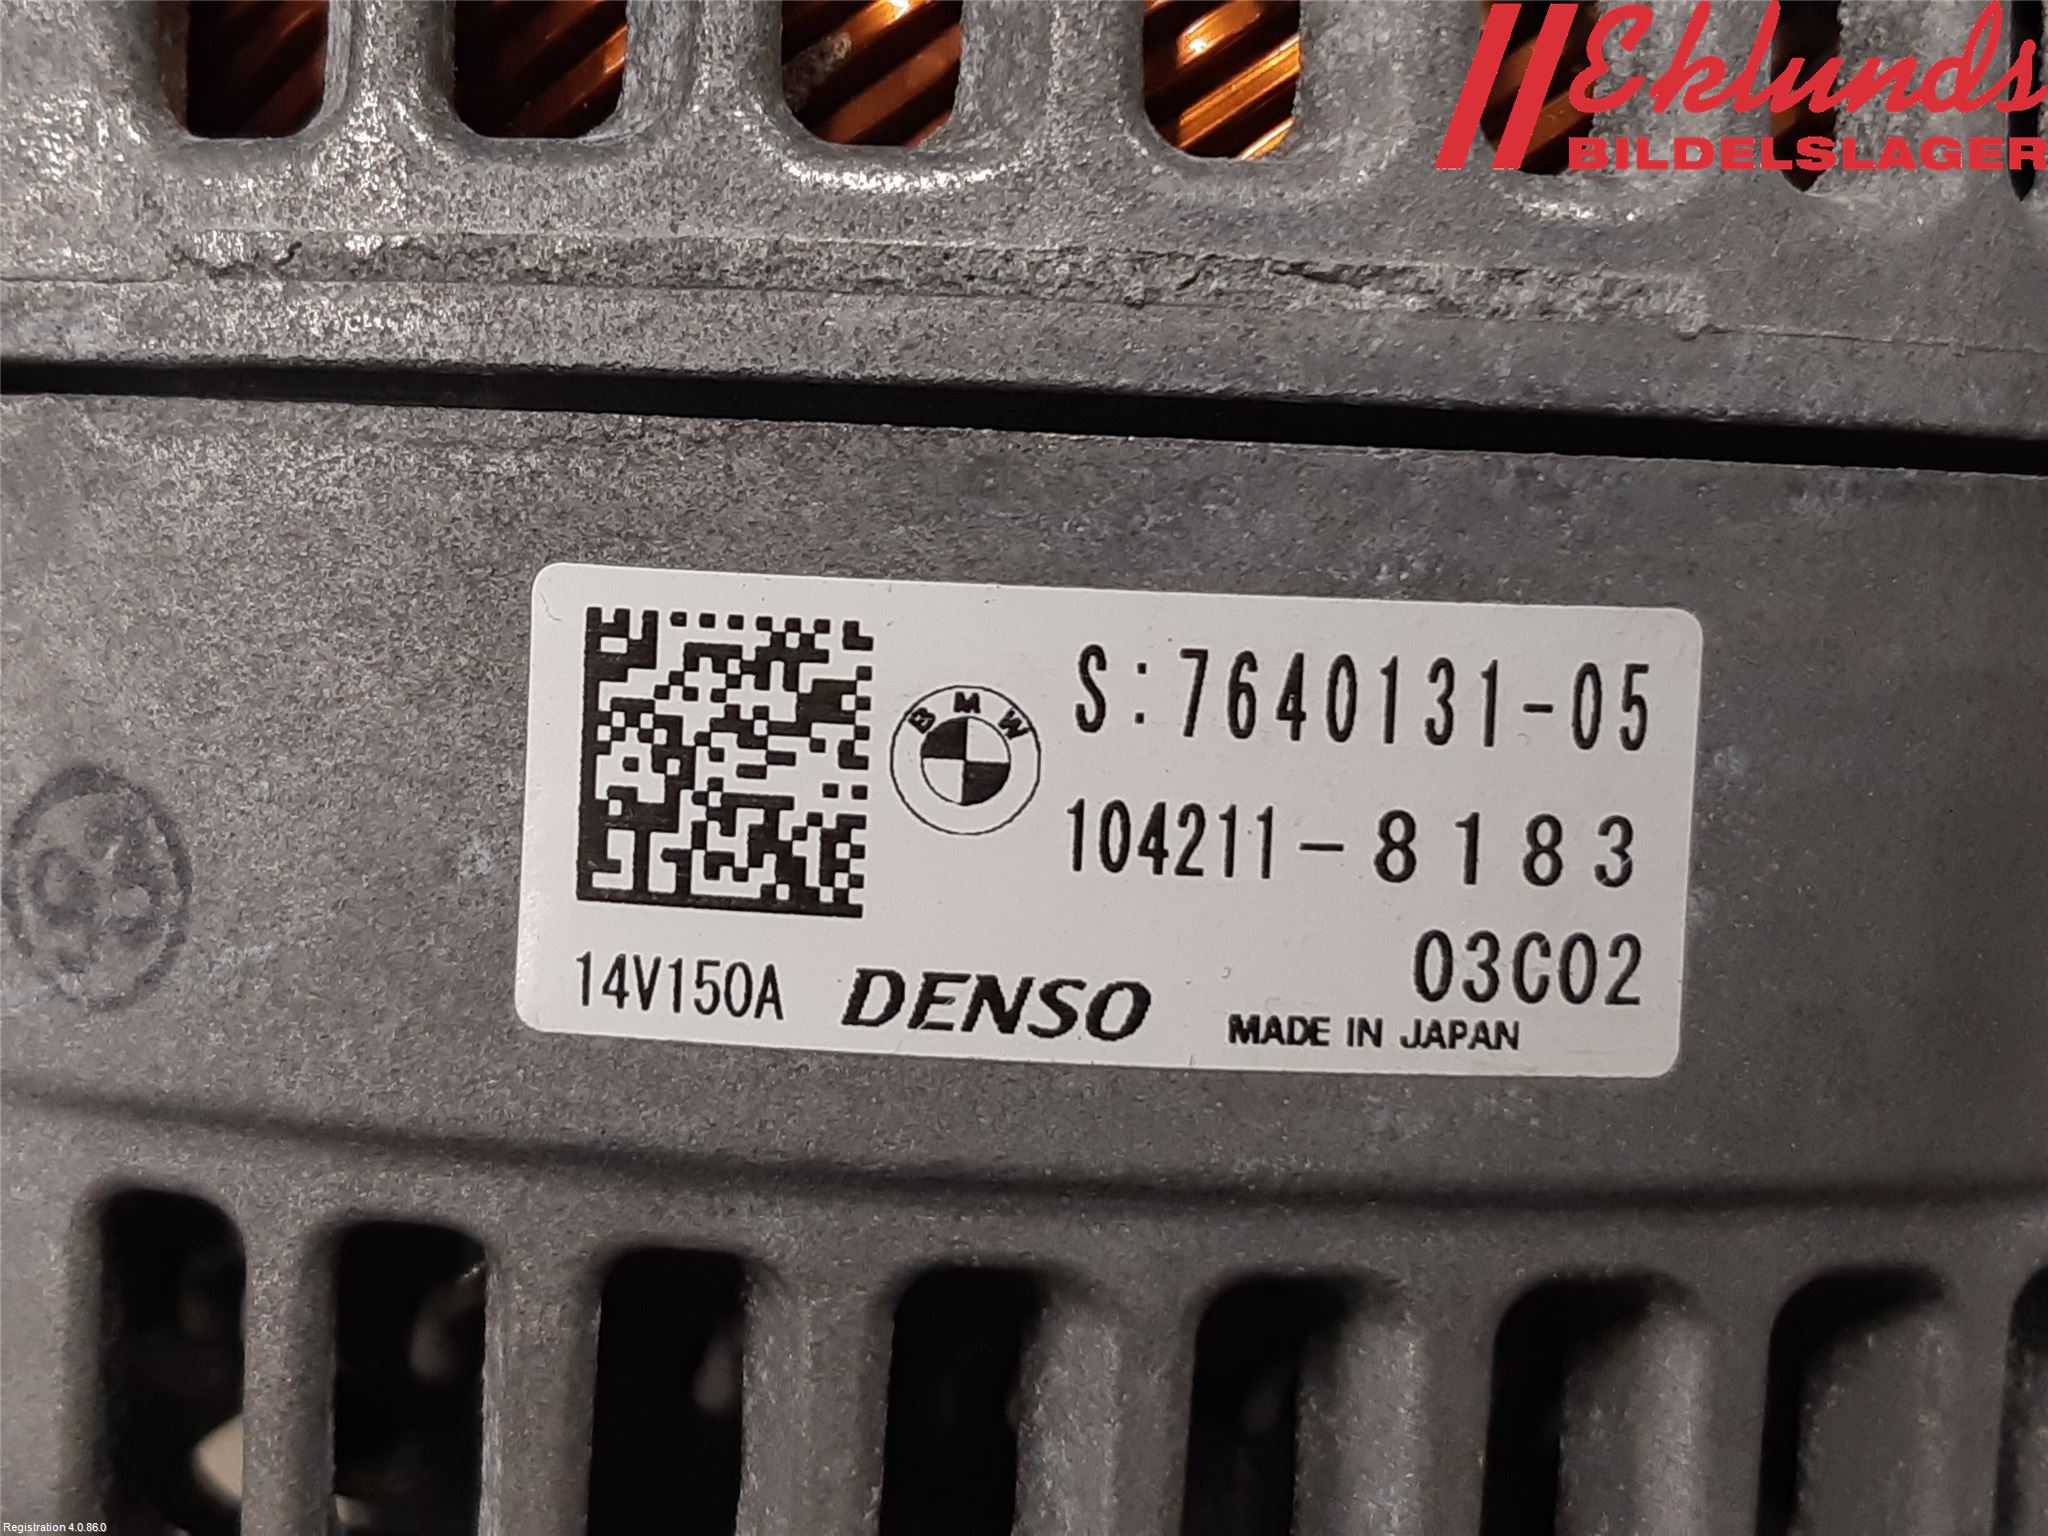 Eklunds
BILDELSLAGER
BMW
S:7640131-05
104211-8183
03C02
14V150A DENSO MADE IN JAPAN
Registration 4.0.86.0